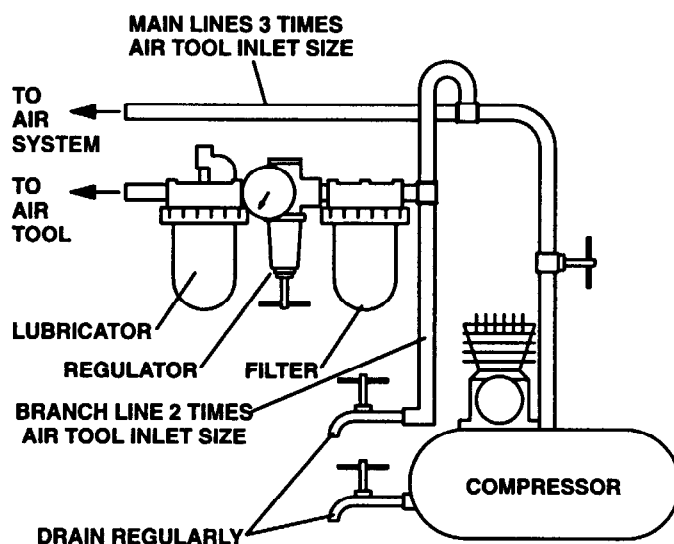 MAIN LINES 3 TIMES
AIR TOOL INLET SIZE
TO
AIR
SYSTEM
TO
AIR
TOOL
LUBRICATOR
REGULATOR
FILTER
BRANCH LINE 2 TIMES
AIR TOOL INLET SIZE
COMPRESSOR
DRAIN REGULARLY